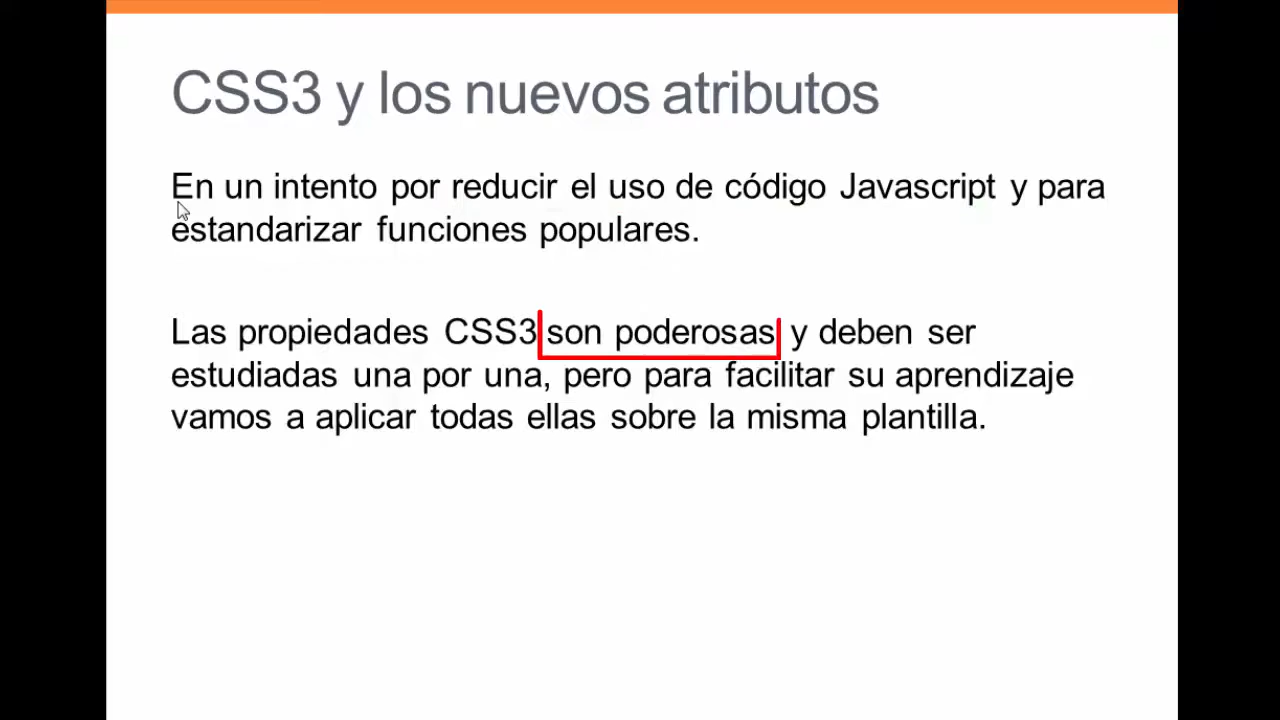 CSS3 y los nuevos atributos
En un intento por reducir el uso de código Javascript y para
estandarizar funciones populares.
Las propiedades CSS3 son poderosas y deben ser
estudiadas una por una, pero para facilitar su aprendizaje
vamos a aplicar todas ellas sobre la misma plantilla.